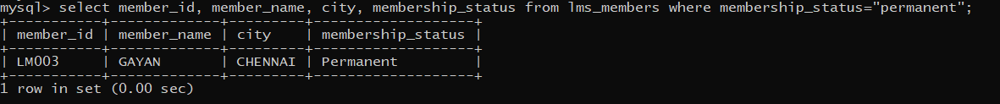 mysql> select member_id, member_name, city, membership_status from lms_members where membership_status="permanent";
+-----------+-------------+---------+-------------------+
| member_id | member_name | city    | membership_status |
+-----------+-------------+---------+-------------------+
| LM003     | GAYAN       | CHENNAI | Permanent         |
+-----------+-------------+---------+-------------------+
1 row in set (0.00 sec)